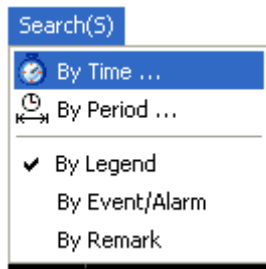 Search(S)
By Time ...
By Period ...
By Legend
By Event/Alarm
By Remark